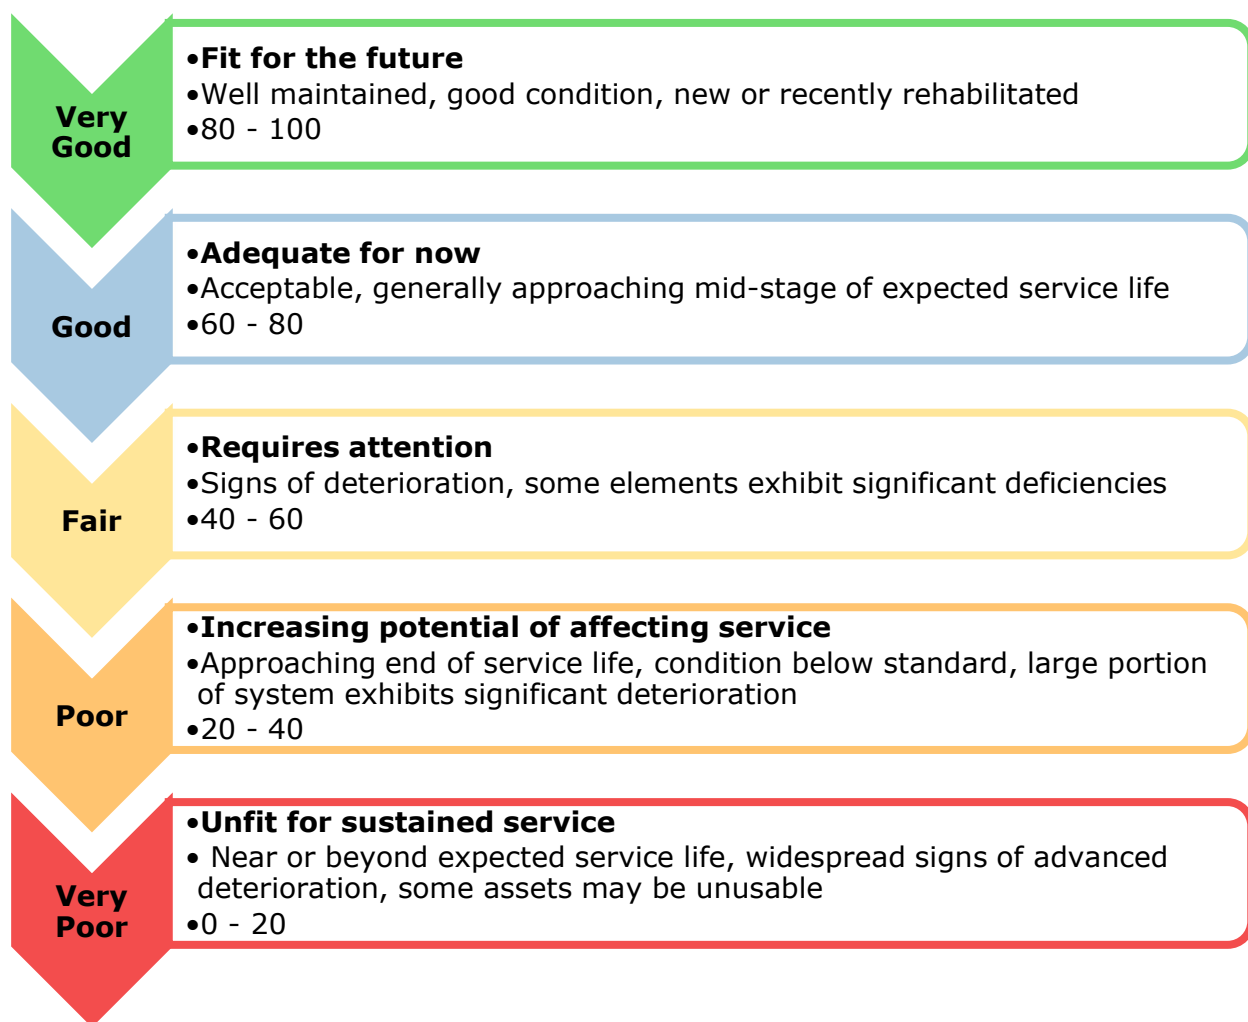 Very
Good
•Fit for the future
•Well maintained, good condition, new or recently rehabilitated
•80 - 100
Good
•Adequate for now
•Acceptable, generally approaching mid-stage of expected service life
•60 - 80
Fair
•Requires attention
•Signs of deterioration, some elements exhibit significant deficiencies
•40 - 60
Poor
•Increasing potential of affecting service
•Approaching end of service life, condition below standard, large portion
of system exhibits significant deterioration
•20 - 40
Very
Poor
•Unfit for sustained service
• Near or beyond expected service life, widespread signs of advanced
deterioration, some assets may be unusable
•0 - 20